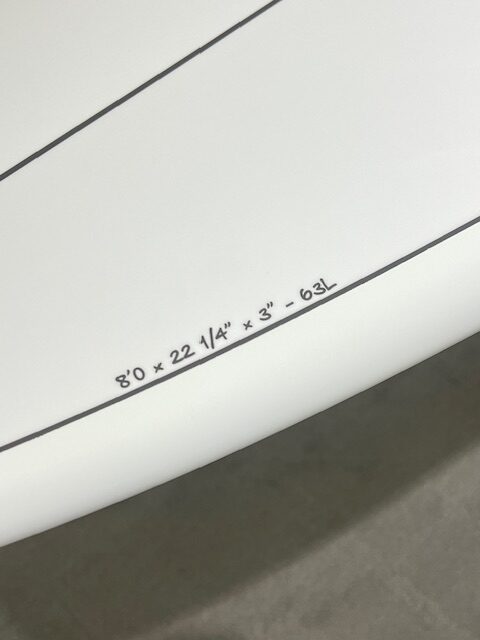 8'0 x 22 1/4" x 3" - 63L